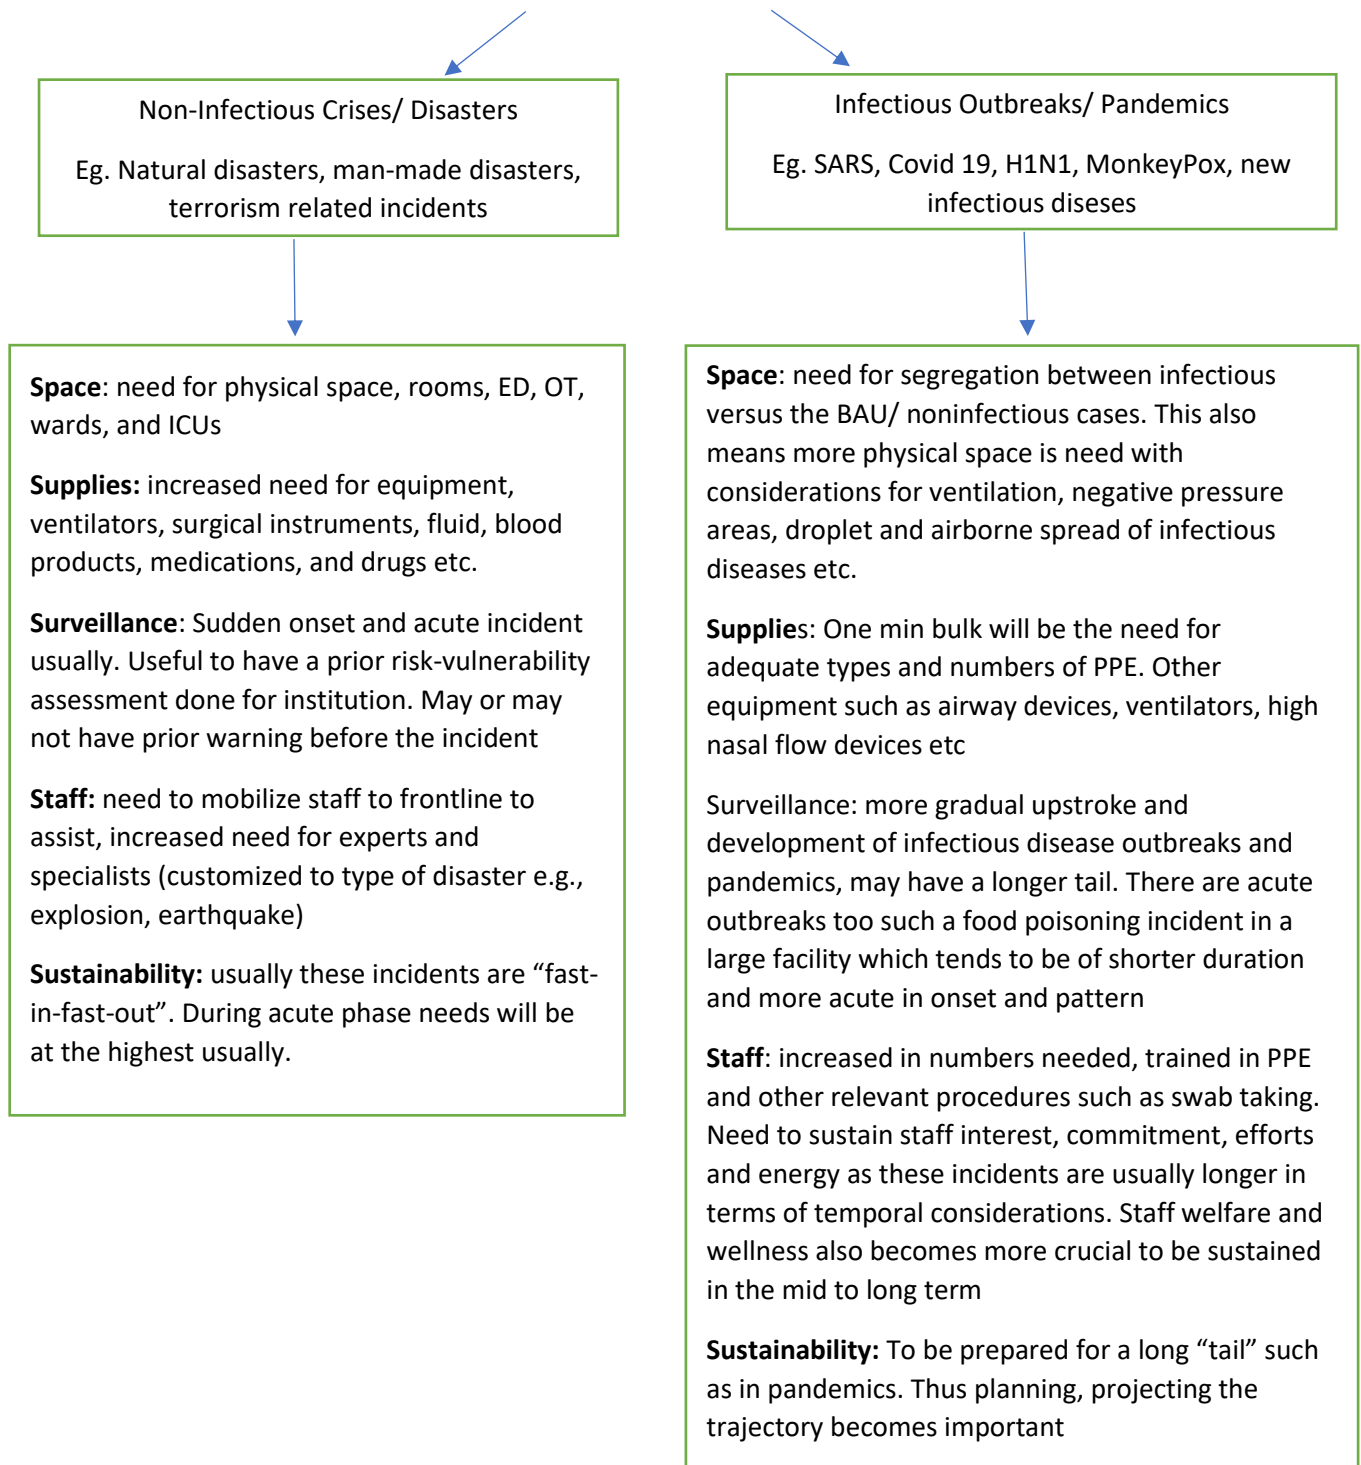 Non-Infectious Crises/ Disasters
Eg. Natural disasters, man-made disasters,
terrorism related incidents
Infectious Outbreaks/ Pandemics
Eg. SARS, Covid 19, H1N1, MonkeyPox, new
infectious diseses
Space: need for physical space, rooms, ED, OT,
wards, and ICUs
Supplies: increased need for equipment,
ventilators, surgical instruments, fluid, blood
products, medications, and drugs etc.
Surveillance: Sudden onset and acute incident
usually. Useful to have a prior risk-vulnerability
assessment done for institution. May or may
not have prior warning before the incident
Staff: need to mobilize staff to frontline to
assist, increased need for experts and
specialists (customized to type of disaster e.g.,
explosion, earthquake)
Sustainability: usually these incidents are “fast-
in-fast-out”. During acute phase needs will be
at the highest usually.
Space: need for segregation between infectious
versus the BAU/ noninfectious cases. This also
means more physical space is need with
considerations for ventilation, negative pressure
areas, droplet and airborne spread of infectious
diseases etc.
Supplies: One min bulk will be the need for
adequate types and numbers of PPE. Other
equipment such as airway devices, ventilators, high
nasal flow devices etc
Surveillance: more gradual upstroke and
development of infectious disease outbreaks and
pandemics, may have a longer tail. There are acute
outbreaks too such a food poisoning incident in a
large facility which tends to be of shorter duration
and more acute in onset and pattern
Staff: increased in numbers needed, trained in PPE
and other relevant procedures such as swab taking.
Need to sustain staff interest, commitment, efforts
and energy as these incidents are usually longer in
terms of temporal considerations. Staff welfare and
wellness also becomes more crucial to be sustained
in the mid to long term
Sustainability: To be prepared for a long “tail” such
as in pandemics. Thus planning, projecting the
trajectory becomes important